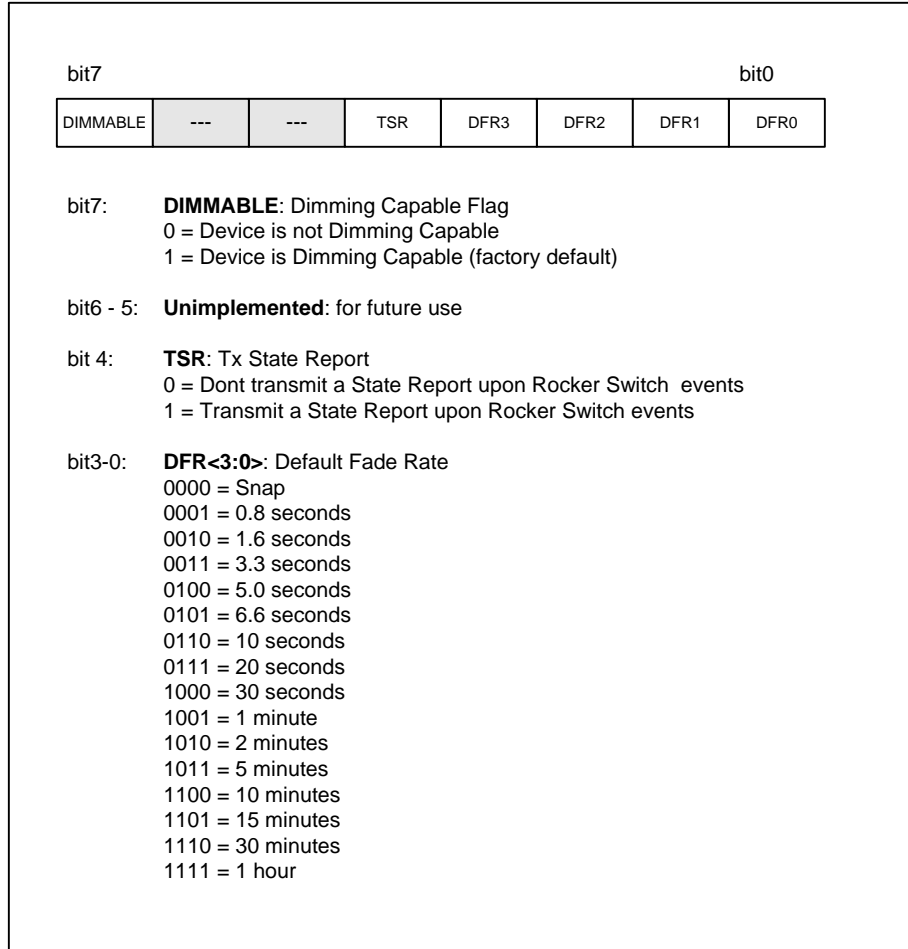 bit7 bit0
DIMMABLE --- --- TSR DFR3 DFR2 DFR1 DFR0
bit7: DIMMABLE: Dimming Capable Flag
0 = Device is not Dimming Capable
1 = Device is Dimming Capable (factory default)
bit6 - 5: Unimplemented: for future use
bit 4: TSR: Tx State Report
0 = Dont transmit a State Report upon Rocker Switch events
1 = Transmit a State Report upon Rocker Switch events
bit3-0: DFR<3:0>: Default Fade Rate
0000 = Snap
0001 = 0.8 seconds
0010 = 1.6 seconds
0011 = 3.3 seconds
0100 = 5.0 seconds
0101 = 6.6 seconds
0110 = 10 seconds
0111 = 20 seconds
1000 = 30 seconds
1001 = 1 minute
1010 = 2 minutes
1011 = 5 minutes
1100 = 10 minutes
1101 = 15 minutes
1110 = 30 minutes
1111 = 1 hour